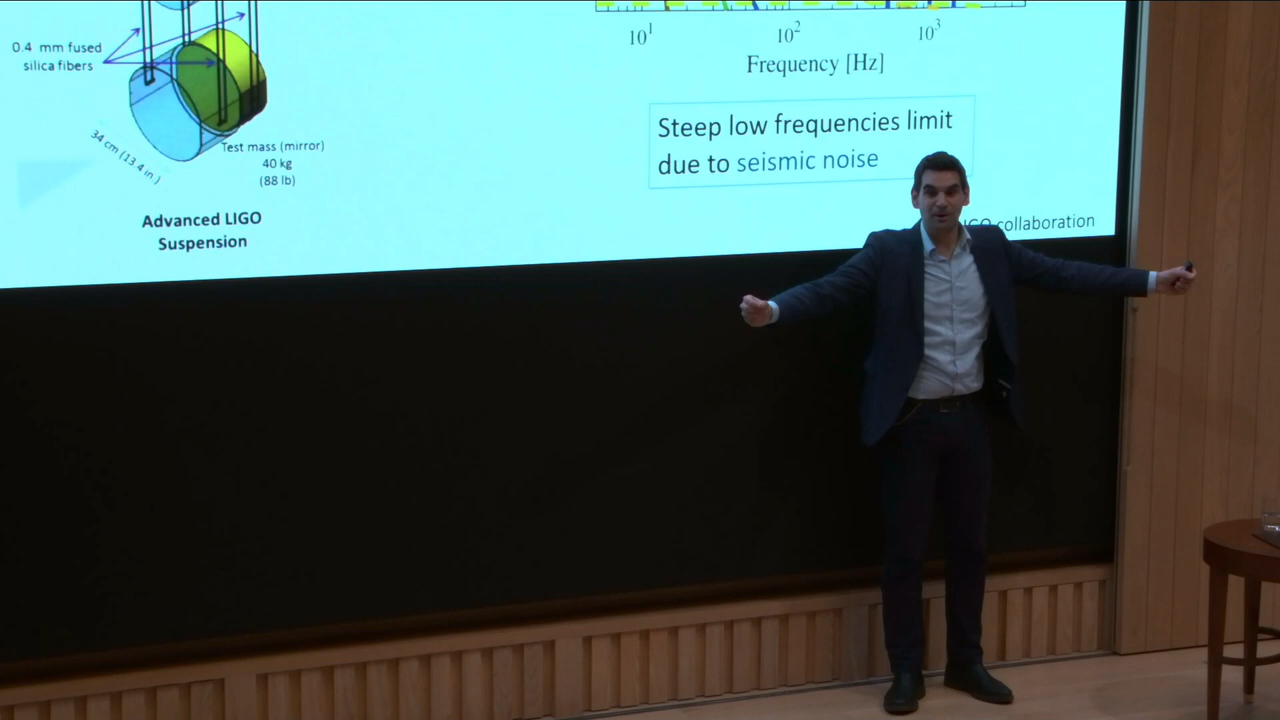 0.4 mm fused
silica fibers
34 cm (13.4 in.)
Test mass (mirror)
40 kg
(88 lb)
Advanced LIGO
Suspension
10¹ 10² 10³
Frequency [Hz]
Steep low frequencies limit
due to seismic noise
collaboration